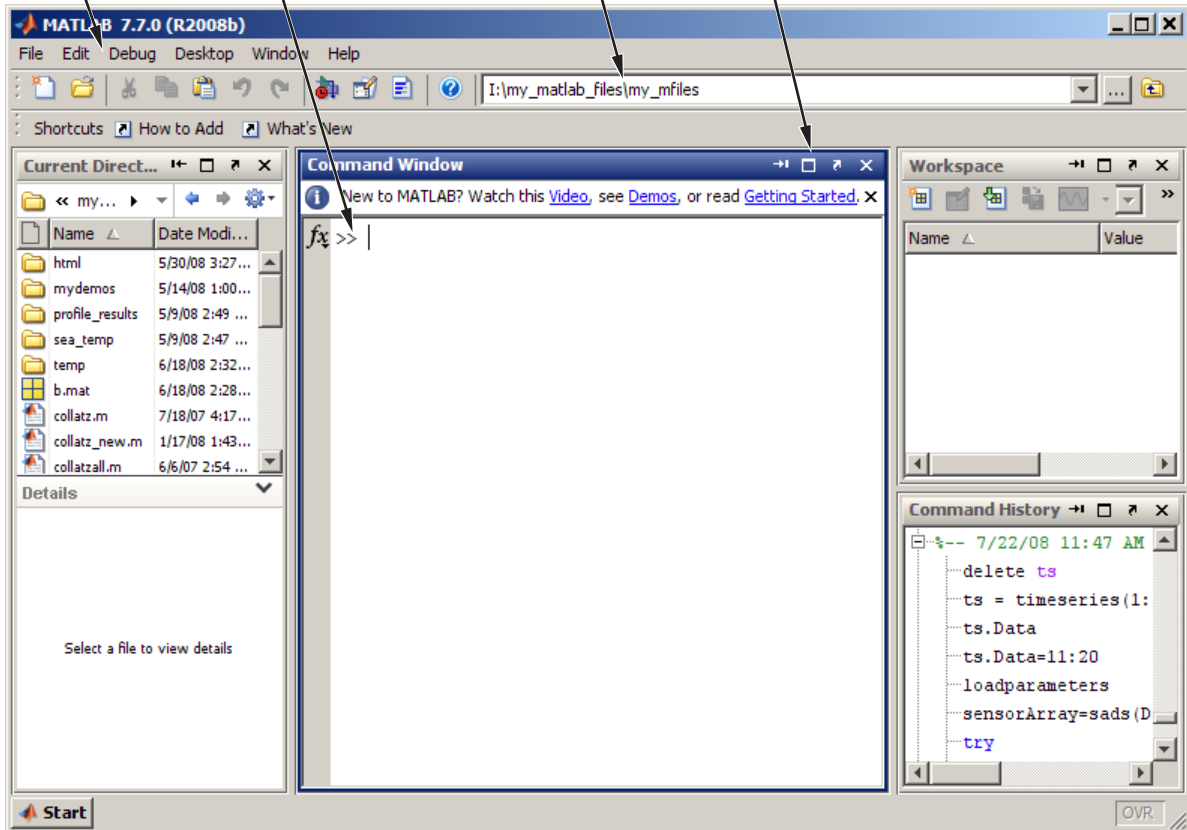 MATLAB 7.7.0 (R2008b)
File Edit Debug Desktop Window Help
I:\my_matlab_files\my_mfiles
...
Shortcuts How to Add What's New
Current Direct...
« my...
Name Date Modi...
html 5/30/08 3:27...
mydemos 5/14/08 1:00...
profile_results 5/9/08 2:49 ...
sea_temp 5/9/08 2:47 ...
temp 6/18/08 2:32...
b.mat 6/18/08 2:28...
collatz.m 7/18/07 4:17...
collatz_new.m 1/17/08 1:43...
collatzall.m 6/6/07 2:54 ...
Details
Select a file to view details
Command Window
New to MATLAB? Watch this Video, see Demos, or read Getting Started.
fx >>
Workspace
»
Name Value
Command History
%-- 7/22/08 11:47 AM
delete ts
ts = timeseries(1:
ts.Data
ts.Data=11:20
loadparameters
sensorArray=sads(D
try
Start
OVR